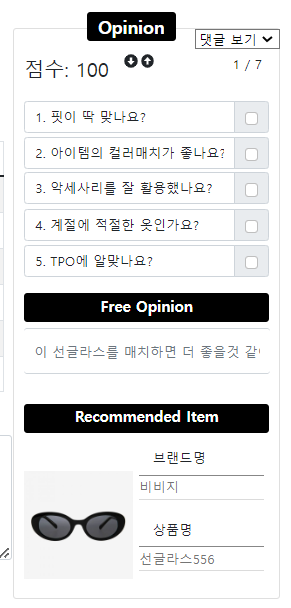 Opinion
댓글 보기
점수: 100
1 / 7
1. 핏이 딱 맞나요?
2. 아이템의 컬러매치가 좋나요?
3. 악세사리를 잘 활용했나요?
4. 계절에 적절한 옷인가요?
5. TPO에 알맞나요?
Free Opinion
이 선글라스를 매치하면 더 좋을것 같
Recommended Item
브랜드명
비비지
상품명
선글라스556